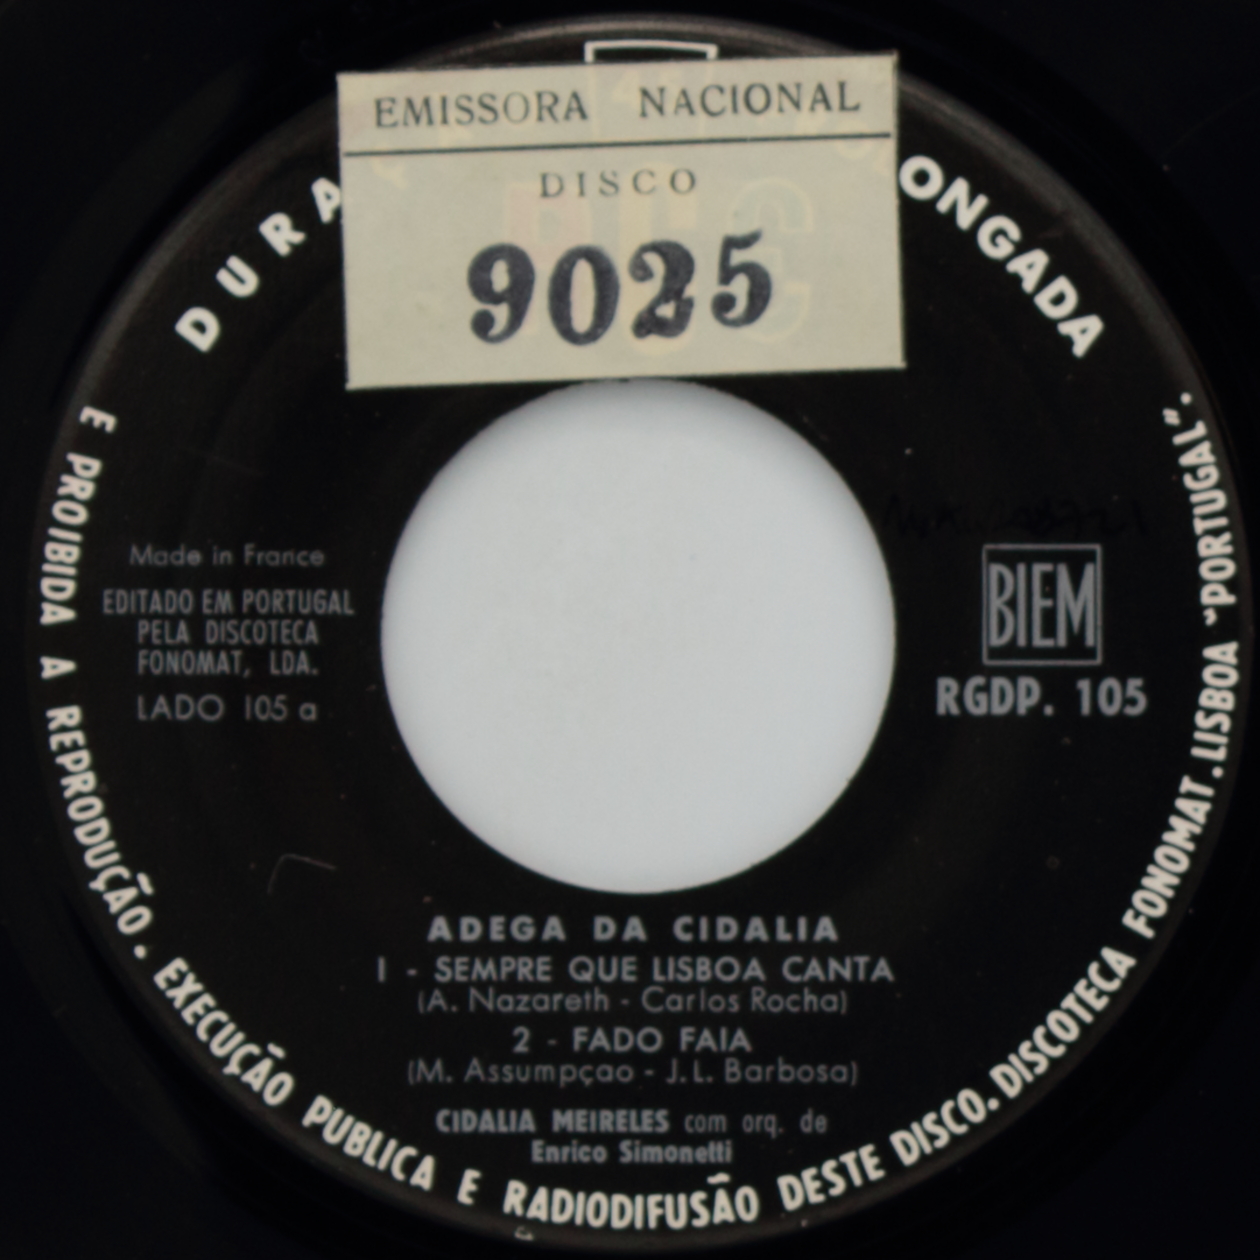 EMISSORA NACIONAL
DISCO
9025
DURA
ONGADA
Made in France
EDITADO EM PORTUGAL
PELA DISCOTECA
FONOMAT, LDA.
LADO 105 a
BIEM
RGDP. 105
ADEGA DA CIDALIA
1 - SEMPRE QUE LISBOA CANTA
(A. Nazareth - Carlos Rocha)
2 - FADO FAIA
(M. Assumpçao - J. L. Barbosa)
CIDALIA MEIRELES com orq. de
Enrico Simonetti
E PROIBIDA A REPRODUÇÃO. EXECUÇÃO PUBLICA E RADIODIFUSÃO DESTE DISCO. DISCOTECA FONOMAT. LISBOA "PORTUGAL".